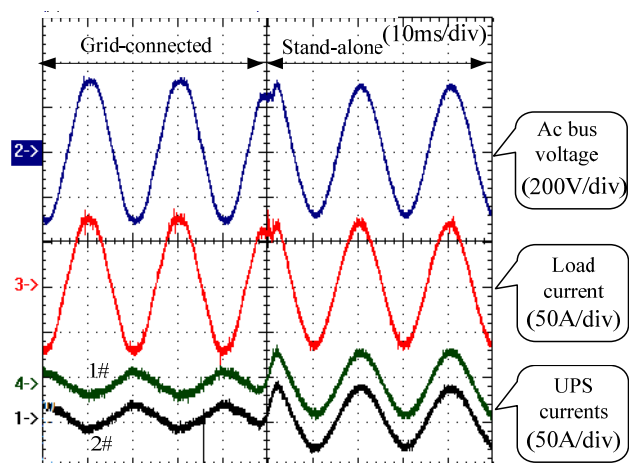 Grid-connected
Stand-alone
(10ms/div)
2->
Ac bus
voltage
(200V/div)
3->
Load
current
(50A/div)
1#
4->
1->
2#
UPS
currents
(50A/div)